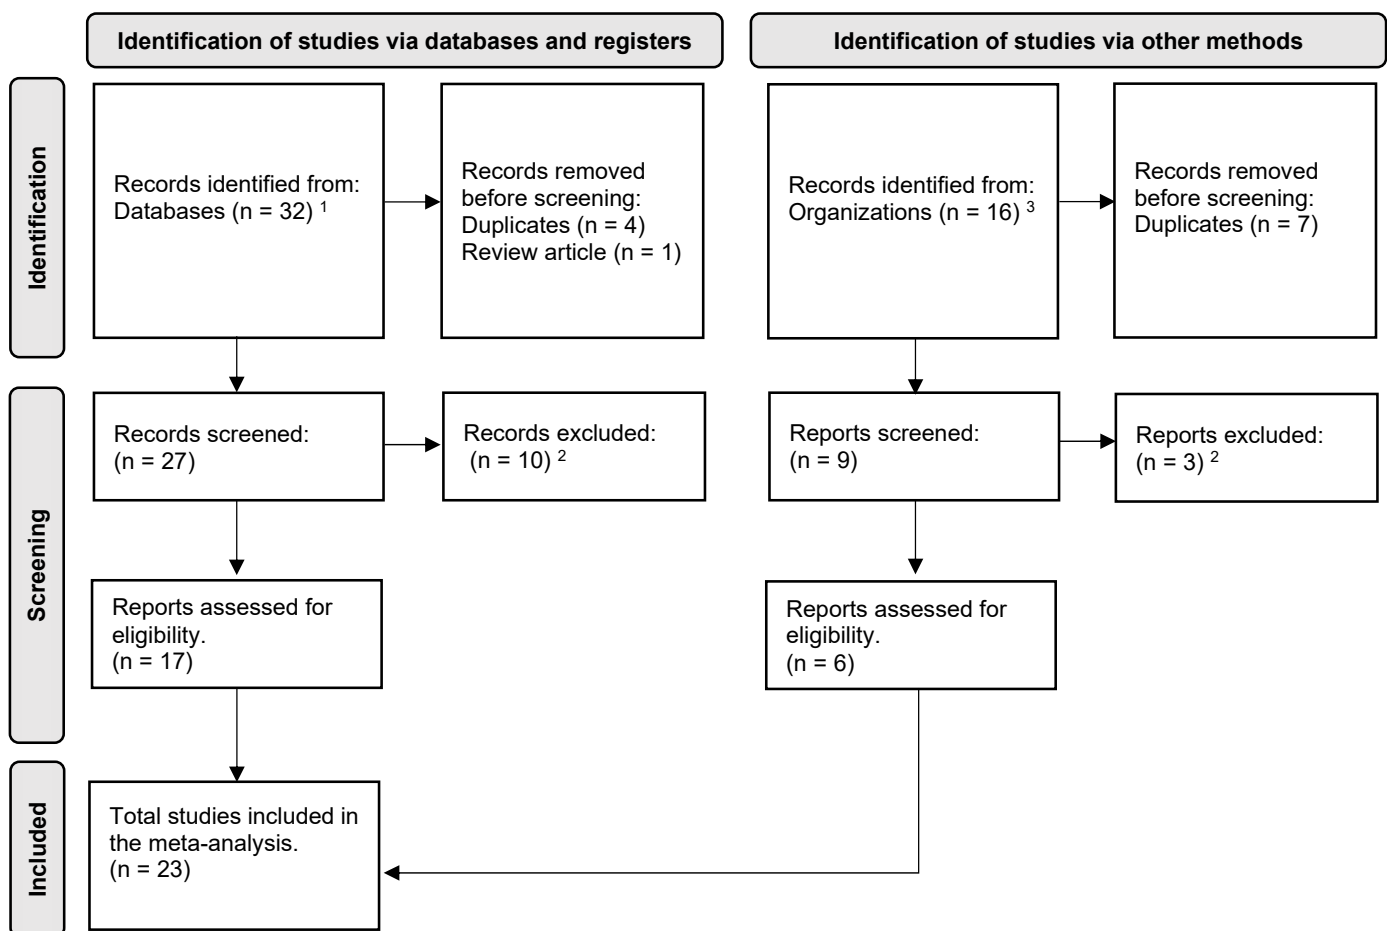 Identification of studies via databases and registers
Identification of studies via other methods
Identification
Records identified from:
Databases (n = 32) 1
Records removed
before screening:
Duplicates (n = 4)
Review article (n = 1)
Records identified from:
Organizations (n = 16) 3
Records removed
before screening:
Duplicates (n = 7)
Screening
Records screened:
(n = 27)
Records excluded:
(n = 10) 2
Reports screened:
(n = 9)
Reports excluded:
(n = 3) 2
Reports assessed for
eligibility.
(n = 17)
Reports assessed for
eligibility.
(n = 6)
Included
Total studies included in
the meta-analysis.
(n = 23)